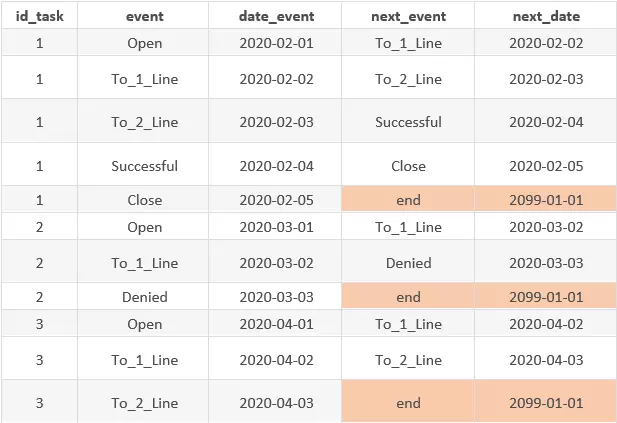 id_task event date_event next_event next_date
1 Open 2020-02-01 To_1_Line 2020-02-02
1 To_1_Line 2020-02-02 To_2_Line 2020-02-03
1 To_2_Line 2020-02-03 Successful 2020-02-04
1 Successful 2020-02-04 Close 2020-02-05
1 Close 2020-02-05 end 2099-01-01
2 Open 2020-03-01 To_1_Line 2020-03-02
2 To_1_Line 2020-03-02 Denied 2020-03-03
2 Denied 2020-03-03 end 2099-01-01
3 Open 2020-04-01 To_1_Line 2020-04-02
3 To_1_Line 2020-04-02 To_2_Line 2020-04-03
3 To_2_Line 2020-04-03 end 2099-01-01